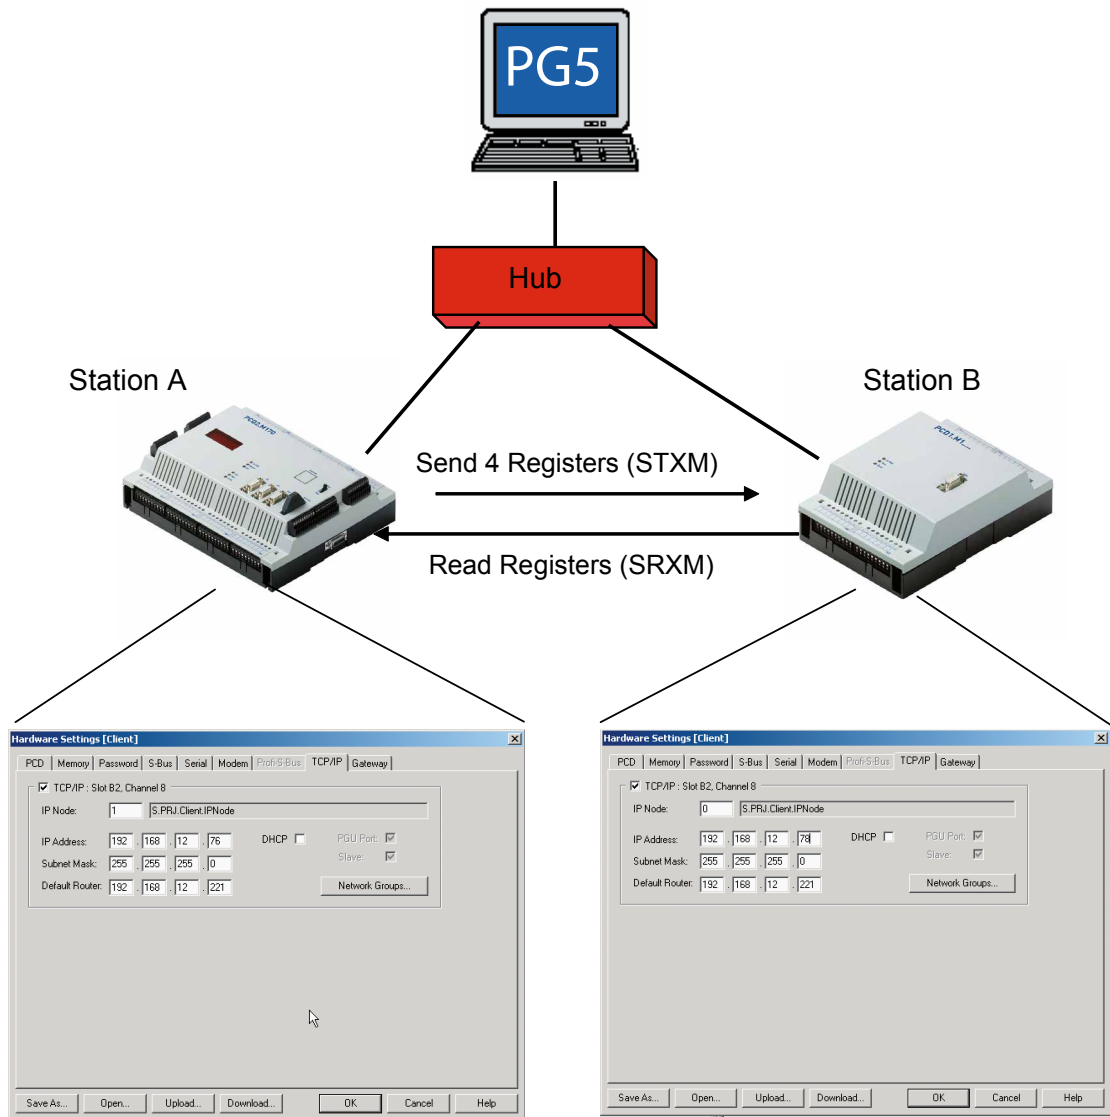 PG5
Hub
Station A
Station B
PCD2.M170
PCD1.M1
Send 4 Registers (STXM)
Read Registers (SRXM)
Hardware Settings [Client]
PCD Memory Password S-Bus Serial Modem Profi-S-Bus TCP/IP Gateway
TCP/IP : Slot B2, Channel 8
IP Node: 1 S.PRJ.Client.IPNode
IP Address: 192 . 168 . 12 . 76 DHCP PGU Port:
Slave:
Subnet Mask: 255 . 255 . 255 . 0
Default Router: 192 . 168 . 12 . 221 Network Groups...
Save As... Open... Upload... Download... OK Cancel Help
Hardware Settings [Client]
PCD Memory Password S-Bus Serial Modem Profi-S-Bus TCP/IP Gateway
TCP/IP : Slot B2, Channel 8
IP Node: 0 S.PRJ.Client.IPNode
IP Address: 192 . 168 . 12 . 78 DHCP PGU Port:
Slave:
Subnet Mask: 255 . 255 . 255 . 0
Default Router: 192 . 168 . 12 . 221 Network Groups...
Save As... Open... Upload... Download... OK Cancel Help